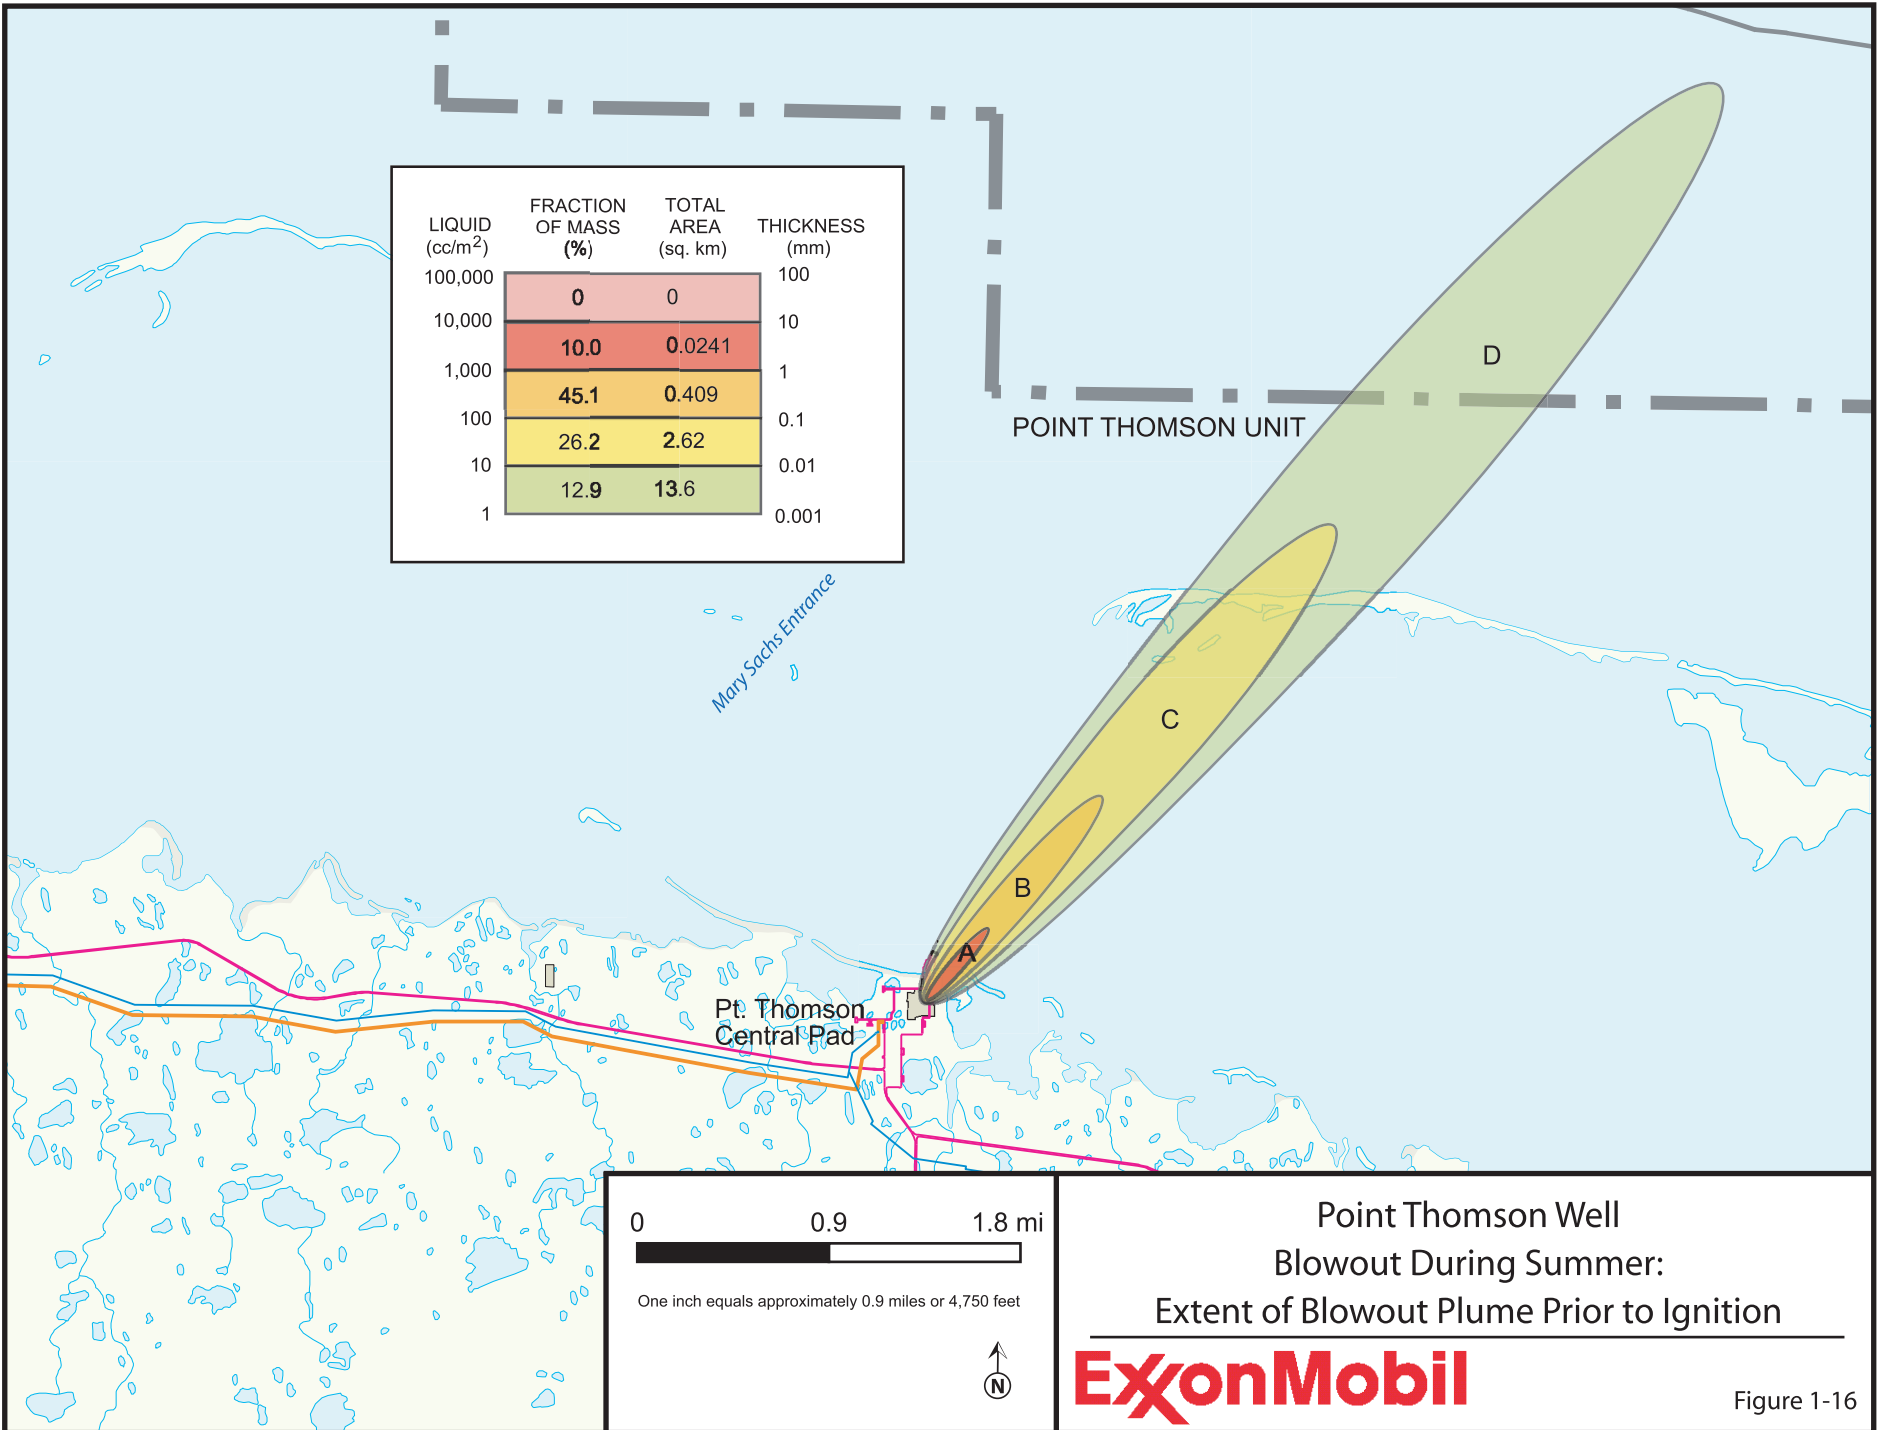 LIQUID
(cc/m2)
FRACTION
OF MASS
(%)
TOTAL
AREA
(sq. km)
THICKNESS
(mm)
100,000
100
0
0
10,000
10
10.0
0.0241
1,000
1
45.1
0.409
100
0.1
26.2
2.62
10
0.01
12.9
13.6
1
0.001
D
POINT THOMSON UNIT
Mary Sachs Entrance
C
B
A
Pt. Thomson
Central Pad
0
0.9
1.8 mi
One inch equals approximately 0.9 miles or 4,750 feet
N
Point Thomson Well
Blowout During Summer:
Extent of Blowout Plume Prior to Ignition
ExxonMobil
Figure 1-16